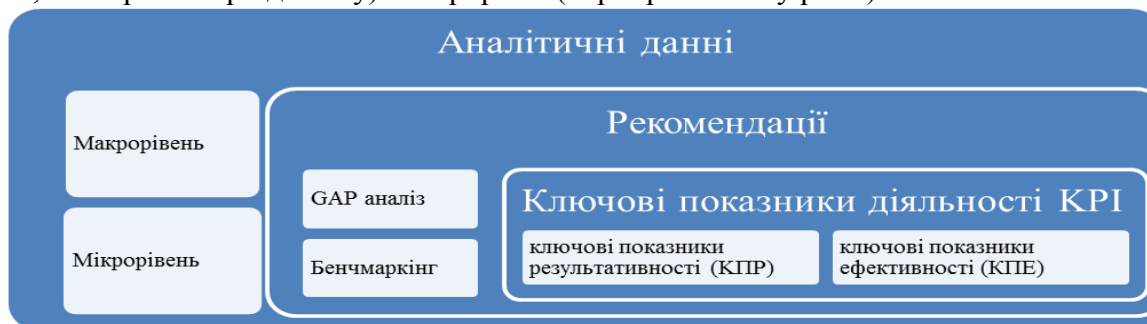 Аналітичні данні
Рекомендації
Макрорівень
GAP аналіз
Ключові показники діяльності KPI
ключові показники
результативності (КПР)
ключові показники
ефективності (КПЕ)
Мікрорівень
Бенчмаркінг